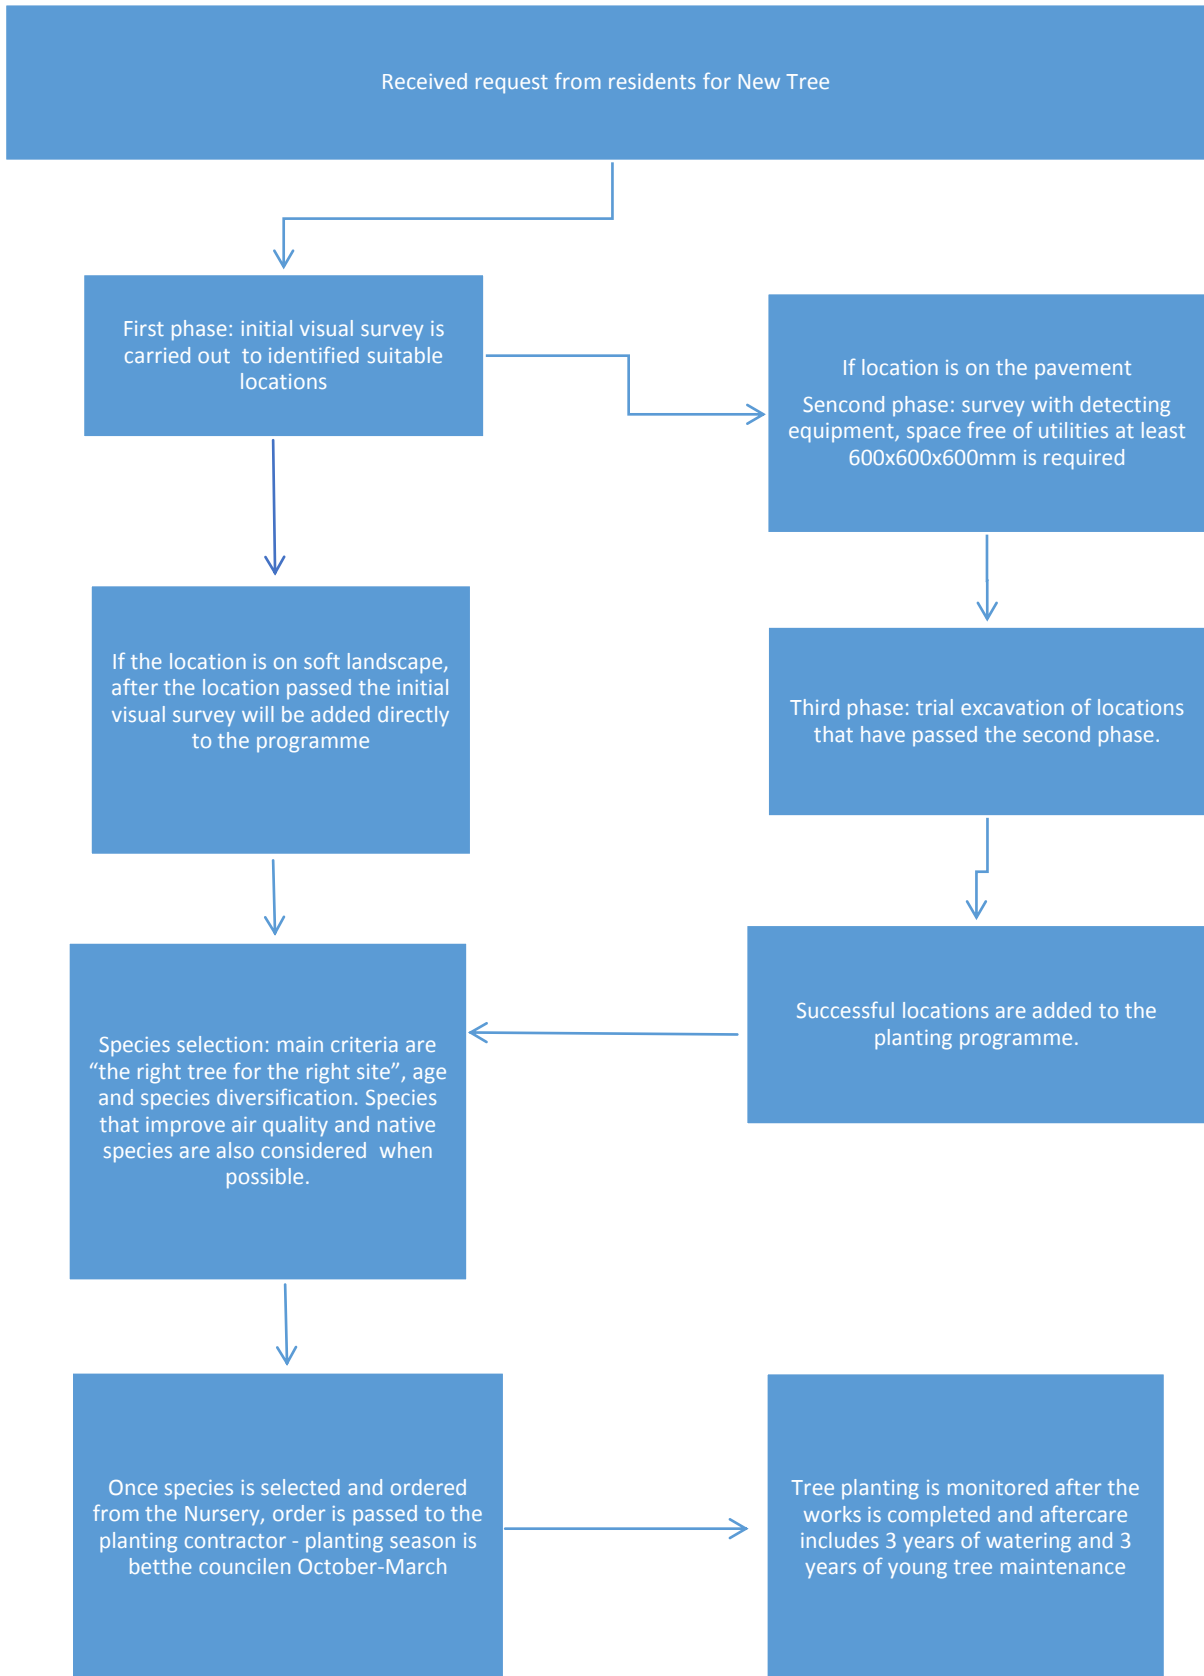 Received request from residents for New Tree
First phase: initial visual survey is
carried out  to identified suitable
locations
If location is on the pavement
Sencond phase: survey with detecting
equipment, space free of utilities at least
600x600x600mm is required
If the location is on soft landscape,
after the location passed the initial
visual survey will be added directly
to the programme
Third phase: trial excavation of locations
that have passed the second phase.
Successful locations are added to the
planting programme.
Species selection: main criteria are
“the right tree for the right site”, age
and species diversification. Species
that improve air quality and native
species are also considered  when
possible.
Once species is selected and ordered
from the Nursery, order is passed to the
planting contractor - planting season is
betthe councilen October-March
Tree planting is monitored after the
works is completed and aftercare
includes 3 years of watering and 3
years of young tree maintenance